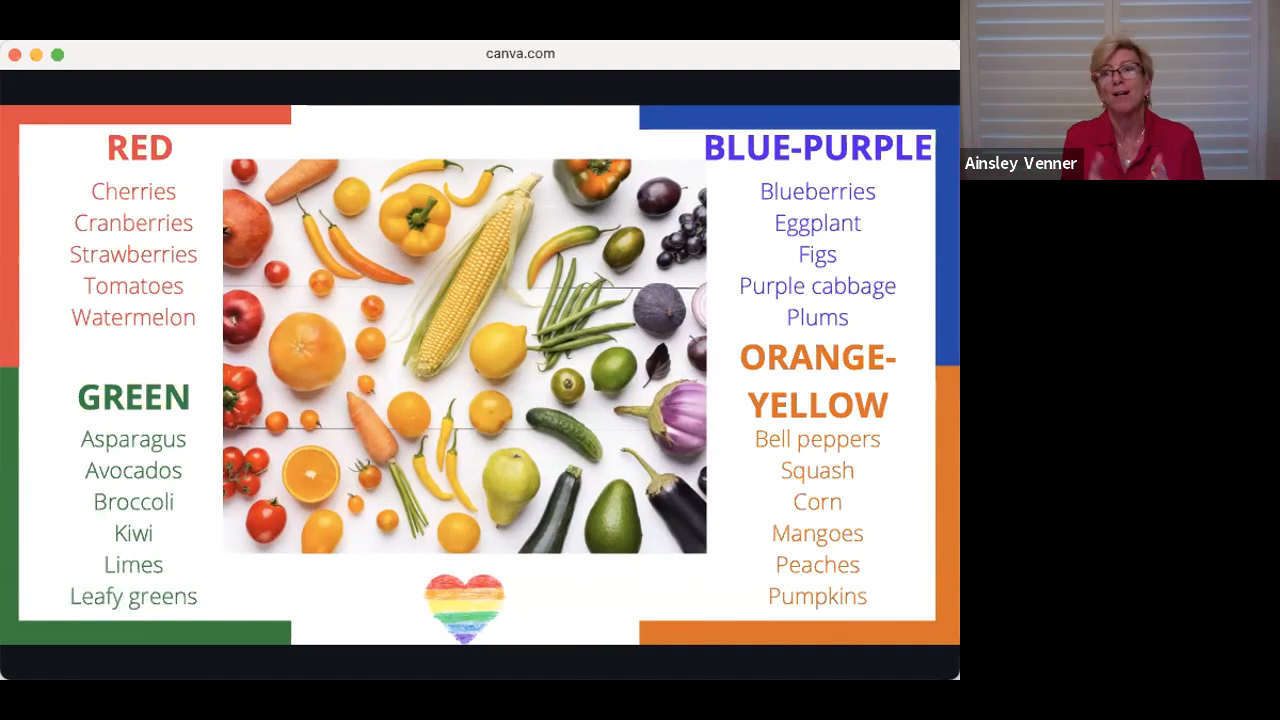 canva.com
RED
Cherries
Cranberries
Strawberries
Tomatoes
Watermelon
GREEN
Asparagus
Avocados
Broccoli
Kiwi
Limes
Leafy greens
BLUE-PURPLE
Blueberries
Eggplant
Figs
Purple cabbage
Plums
ORANGE-
YELLOW
Bell peppers
Squash
Corn
Mangoes
Peaches
Pumpkins
Ainsley Venner